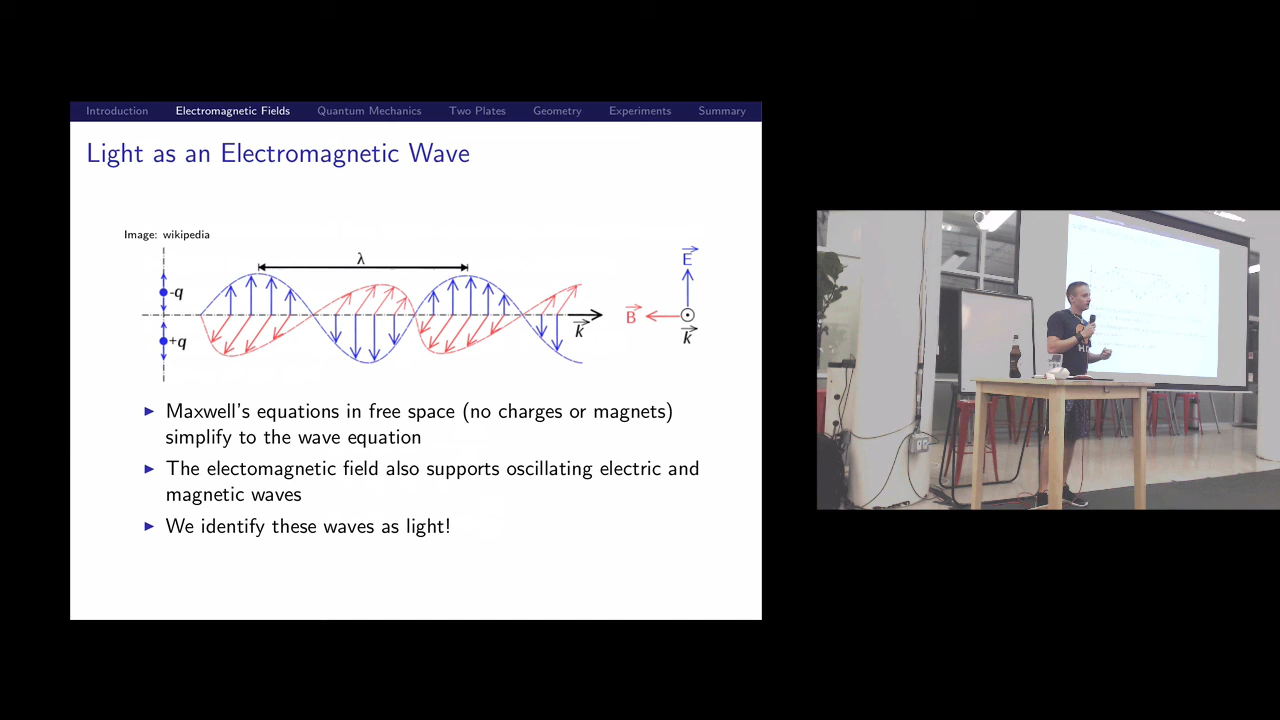 Introduction Electromagnetic Fields Quantum Mechanics Two Plates Geometry Experiments Summary
Light as an Electromagnetic Wave
Image: wikipedia
λ
-q
+q
k
E
B
k
▶ Maxwell's equations in free space (no charges or magnets)
simplify to the wave equation
▶ The electomagnetic field also supports oscillating electric and
magnetic waves
▶ We identify these waves as light!